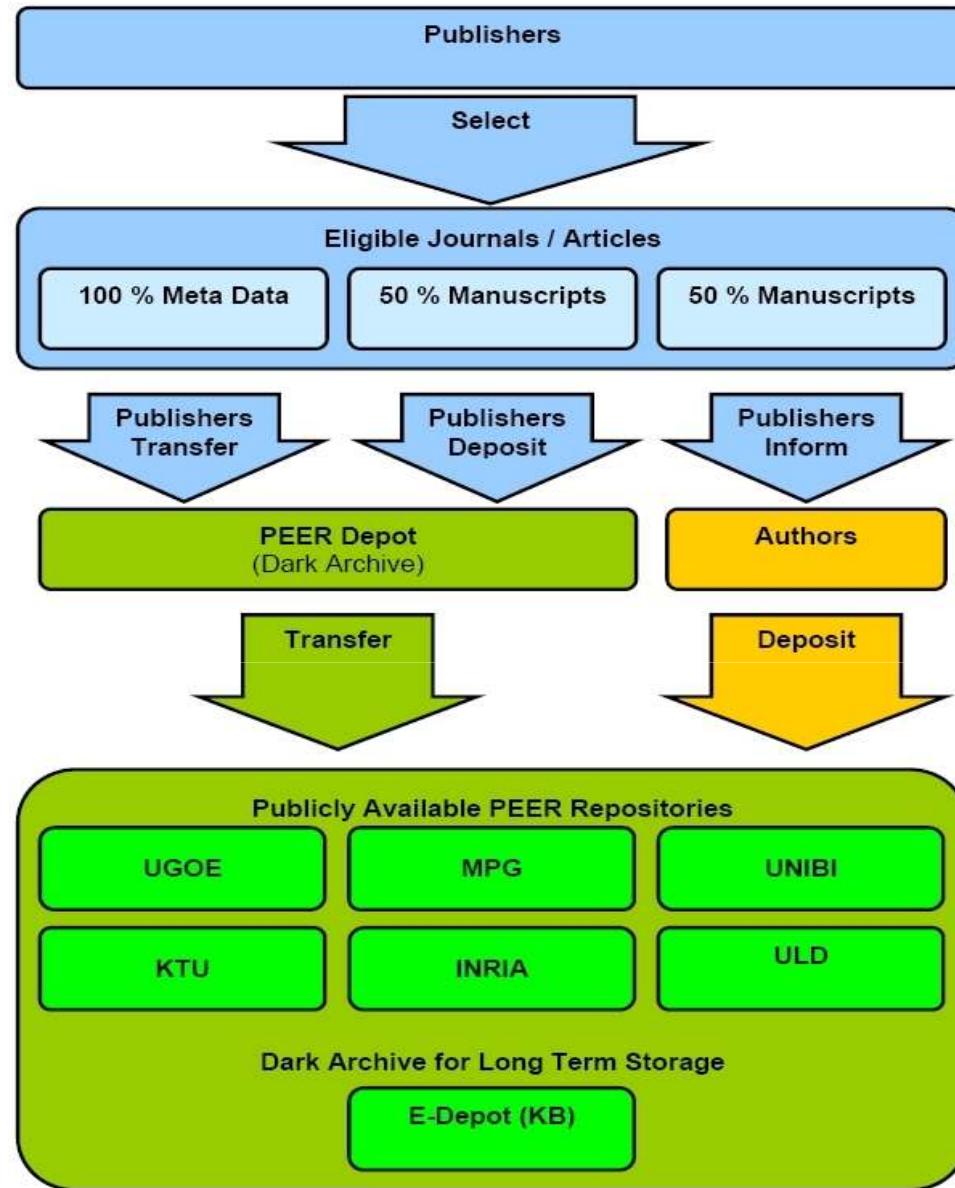 Publishers
Select
Eligible Journals / Articles
100 % Meta Data
50 % Manuscripts
50 % Manuscripts
Publishers
Transfer
Publishers
Deposit
Publishers
Inform
PEER Depot
(Dark Archive)
Authors
Transfer
Deposit
Publicly Available PEER Repositories
UGOE
MPG
UNIBI
KTU
INRIA
ULD
Dark Archive for Long Term Storage
E-Depot (KB)